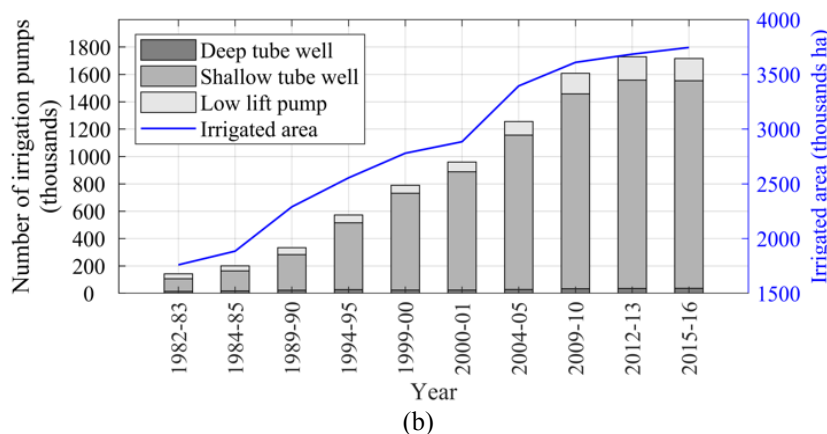 Number of irrigation pumps
(thousands)
1800
1600
1400
1200
1000
800
600
400
200
0
Deep tube well
Shallow tube well
Low lift pump
Irrigated area
4000
3500
3000
2500
2000
1500
Irrigated area (thousands ha)
1982-83
1984-85
1989-90
1994-95
1999-00
2000-01
2004-05
2009-10
2012-13
2015-16
Year
(b)